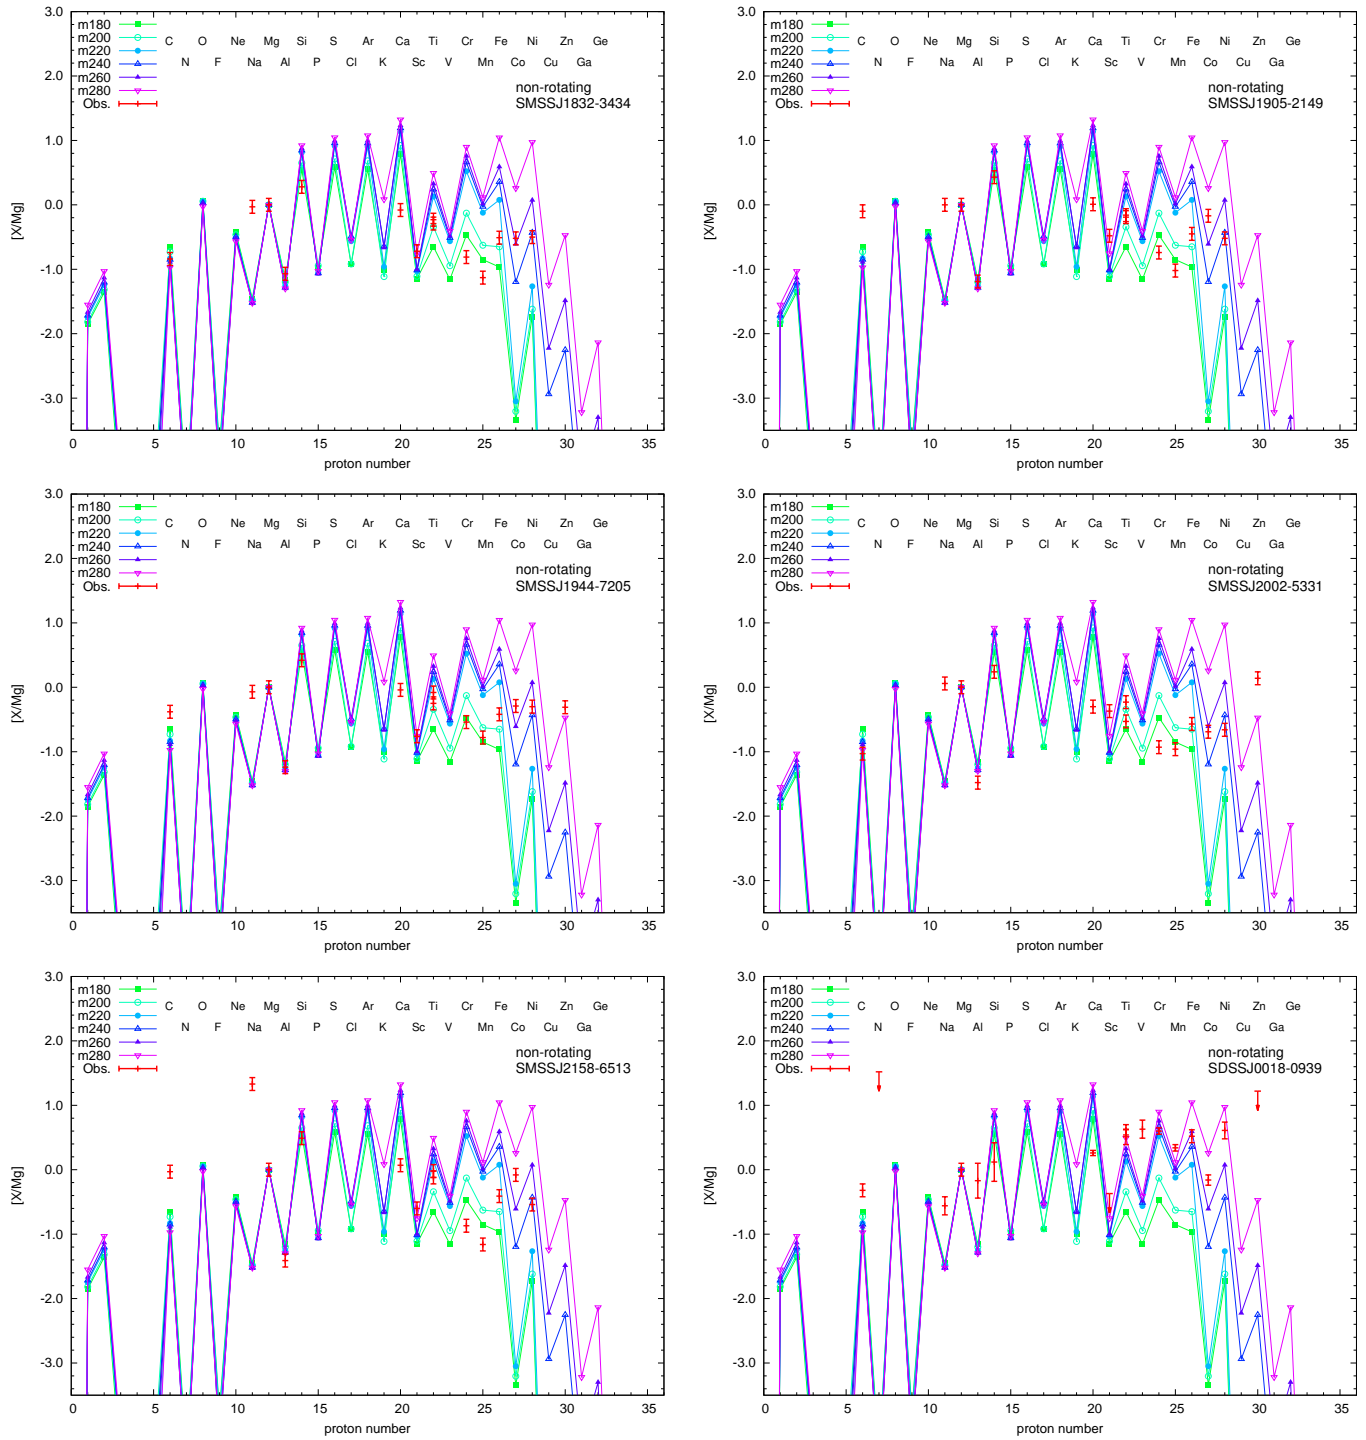 3.0
2.0
1.0
0.0
-1.0
-2.0
-3.0
[X/Mg]
m180
m200
m220
m240
m260
m280
Obs.
C O Ne Mg Si S Ar Ca Ti Cr Fe Ni Zn Ge
N F Na Al P Cl K Sc V Mn Co Cu Ga
non-rotating
SMSSJ1832-3434
0 5 10 15 20 25 30 35
proton number
3.0
2.0
1.0
0.0
-1.0
-2.0
-3.0
[X/Mg]
m180
m200
m220
m240
m260
m280
Obs.
C O Ne Mg Si S Ar Ca Ti Cr Fe Ni Zn Ge
N F Na Al P Cl K Sc V Mn Co Cu Ga
non-rotating
SMSSJ1905-2149
0 5 10 15 20 25 30 35
proton number
3.0
2.0
1.0
0.0
-1.0
-2.0
-3.0
[X/Mg]
m180
m200
m220
m240
m260
m280
Obs.
C O Ne Mg Si S Ar Ca Ti Cr Fe Ni Zn Ge
N F Na Al P Cl K Sc V Mn Co Cu Ga
non-rotating
SMSSJ1944-7205
0 5 10 15 20 25 30 35
proton number
3.0
2.0
1.0
0.0
-1.0
-2.0
-3.0
[X/Mg]
m180
m200
m220
m240
m260
m280
Obs.
C O Ne Mg Si S Ar Ca Ti Cr Fe Ni Zn Ge
N F Na Al P Cl K Sc V Mn Co Cu Ga
non-rotating
SMSSJ2002-5331
0 5 10 15 20 25 30 35
proton number
3.0
2.0
1.0
0.0
-1.0
-2.0
-3.0
[X/Mg]
m180
m200
m220
m240
m260
m280
Obs.
C O Ne Mg Si S Ar Ca Ti Cr Fe Ni Zn Ge
N F Na Al P Cl K Sc V Mn Co Cu Ga
non-rotating
SMSSJ2158-6513
0 5 10 15 20 25 30 35
proton number
3.0
2.0
1.0
0.0
-1.0
-2.0
-3.0
[X/Mg]
m180
m200
m220
m240
m260
m280
Obs.
C O Ne Mg Si S Ar Ca Ti Cr Fe Ni Zn Ge
N F Na Al P Cl K Sc V Mn Co Cu Ga
non-rotating
SDSSJ0018-0939
0 5 10 15 20 25 30 35
proton number